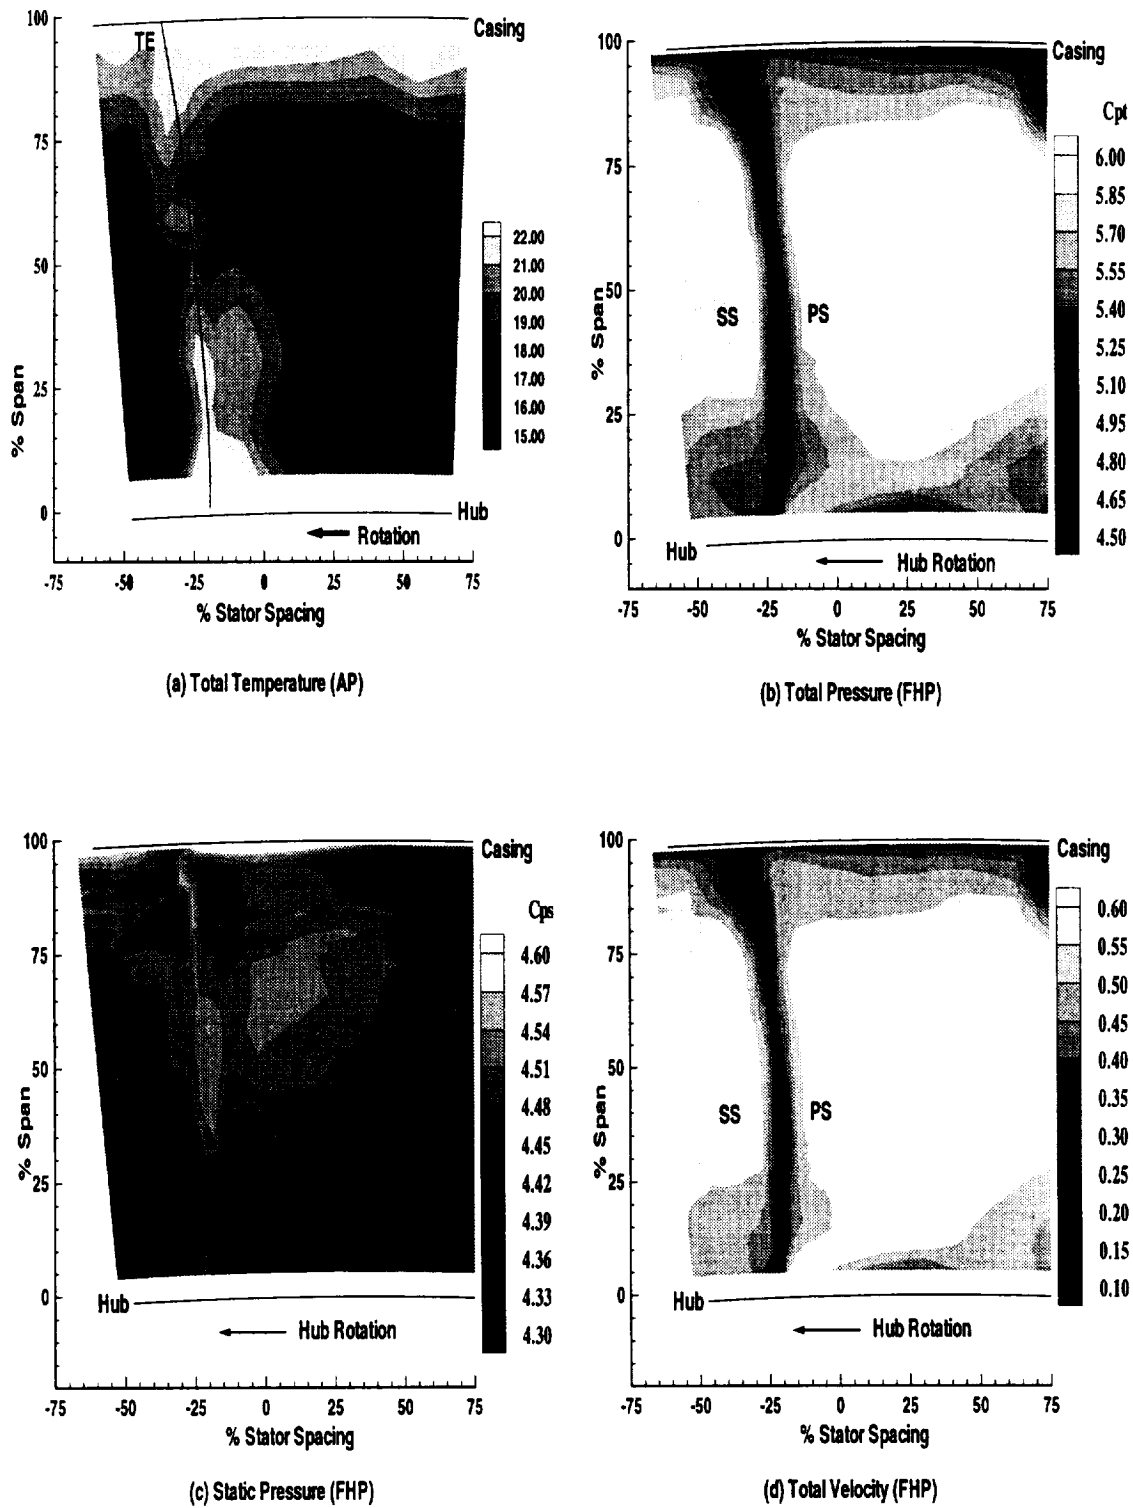 100
TE
Casing
75
50
25
0
% Span
22.00
21.00
20.00
19.00
18.00
17.00
16.00
15.00
Hub
Rotation
-75 -50 -25 0 25 50 75
% Stator Spacing
(a) Total Temperature (AP)
100
Casing
75
50
25
0
% Span
Cpt
6.00
5.85
5.70
5.55
5.40
5.25
5.10
4.95
4.80
4.65
4.50
SS
PS
Hub
Hub Rotation
-75 -50 -25 0 25 50 75
% Stator Spacing
(b) Total Pressure (FHP)
100
Casing
75
50
25
0
% Span
Cps
4.60
4.57
4.54
4.51
4.48
4.45
4.42
4.39
4.36
4.33
4.30
Hub
Hub Rotation
-75 -50 -25 0 25 50 75
% Stator Spacing
(c) Static Pressure (FHP)
100
Casing
75
50
25
0
% Span
0.60
0.55
0.50
0.45
0.40
0.35
0.30
0.25
0.20
0.15
0.10
SS
PS
Hub
Hub Rotation
-75 -50 -25 0 25 50 75
% Stator Spacing
(d) Total Velocity (FHP)